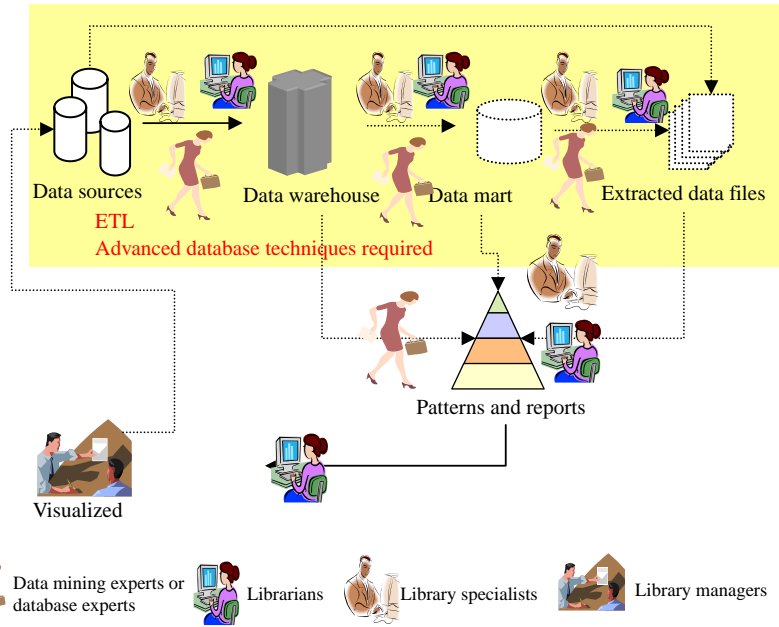 Data sources
Data warehouse
Data mart
Extracted data files
ETL
Advanced database techniques required
Patterns and reports
Visualized
Data mining experts or
database experts
Librarians
Library specialists
Library managers